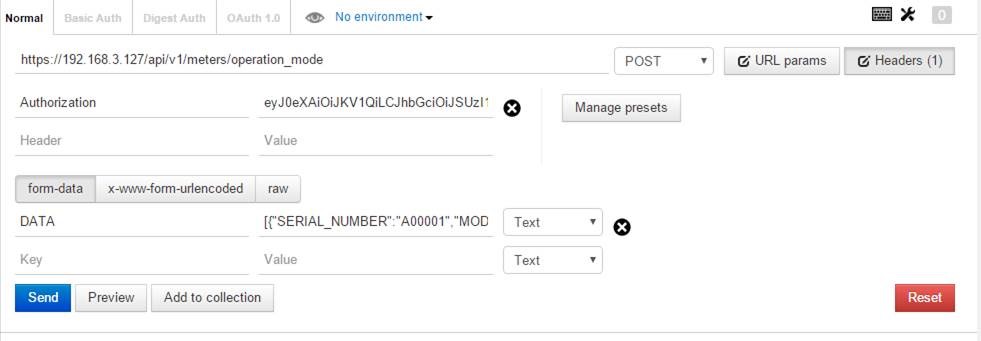 Normal Basic Auth Digest Auth OAuth 1.0 No environment 0
https://192.168.3.127/api/v1/meters/operation_mode POST URL params Headers (1)
Authorization eyJ0eXAiOiJKV1QiLCJhbGciOiJSUzI1 Manage presets
Header Value
form-data x-www-form-urlencoded raw
DATA [{"SERIAL_NUMBER":"A00001","MOD Text
Key Value Text
Send Preview Add to collection Reset